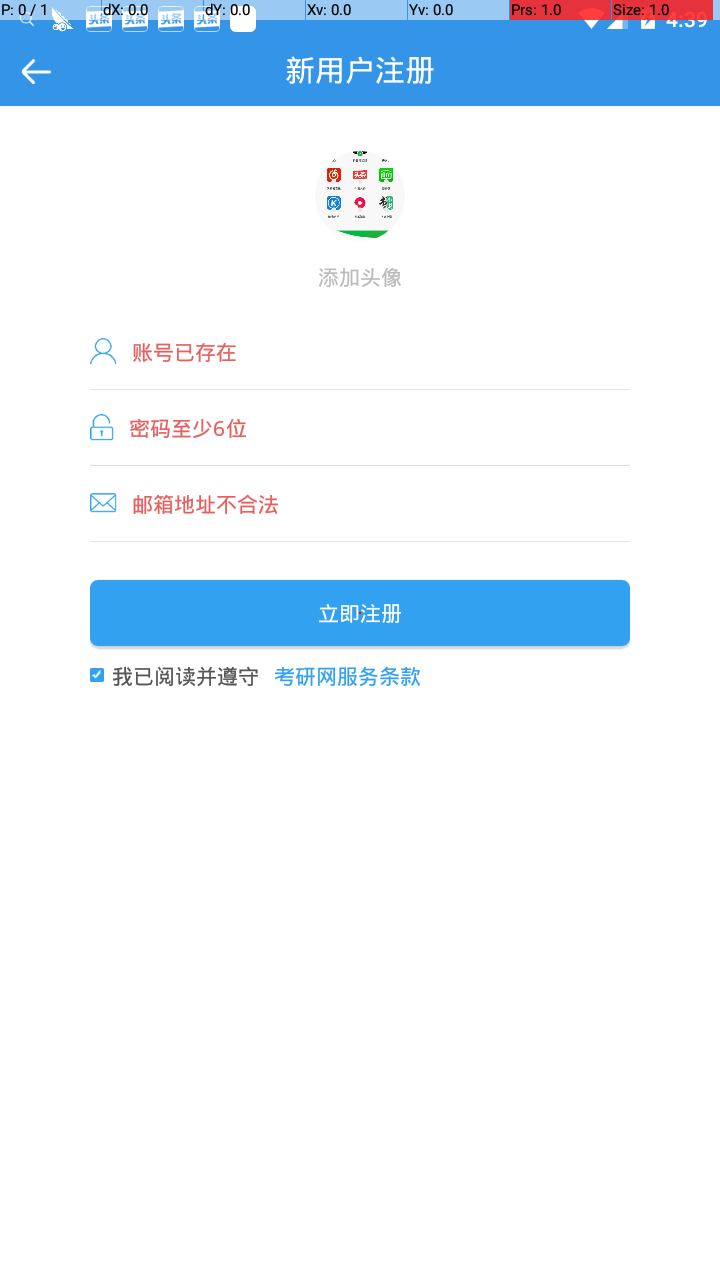 P: 0 / 1 dX: 0.0 dY: 0.0 Xv: 0.0 Yv: 0.0 Prs: 1.0 Size: 1.0
头条 头条 头条 头条 4:39
新用户注册
添加头像
账号已存在
密码至少6位
邮箱地址不合法
立即注册
我已阅读并遵守 考研网服务条款